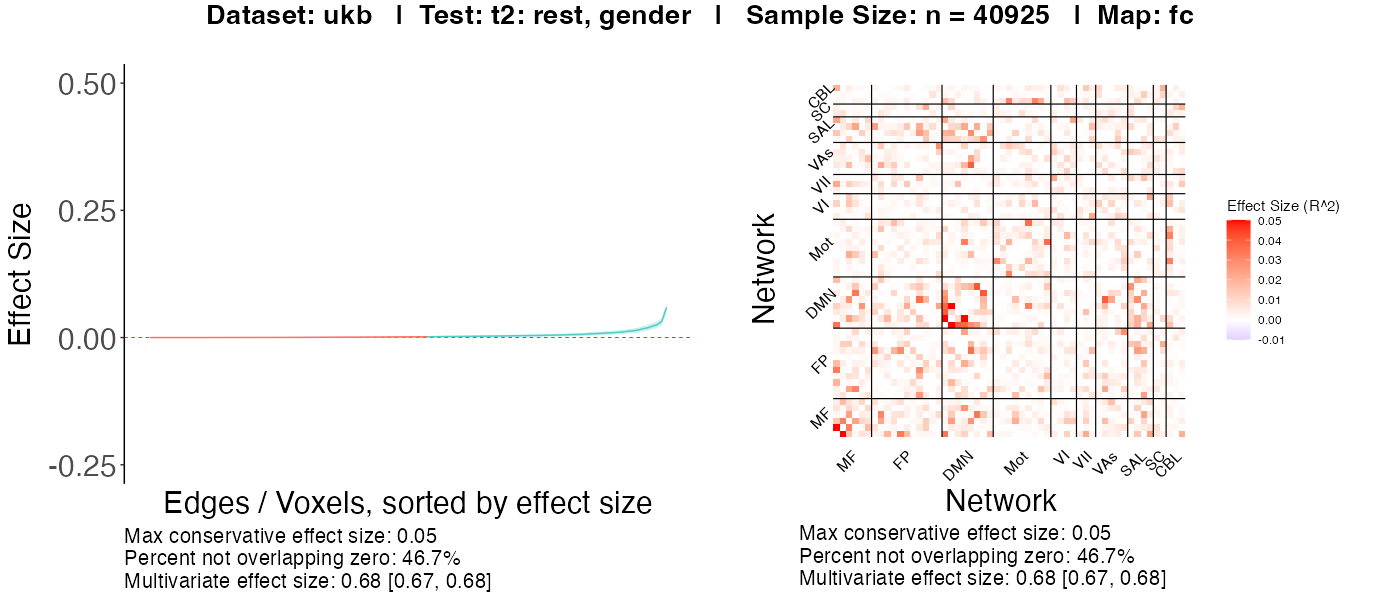 Dataset: ukb | Test: t2: rest, gender | Sample Size: n = 40925 | Map: fc
Effect Size
0.50
0.25
0.00
-0.25
Edges / Voxels, sorted by effect size
Max conservative effect size: 0.05
Percent not overlapping zero: 46.7%
Multivariate effect size: 0.68 [0.67, 0.68]
Network
CBL
SC
SAL
VAs
VII
VI
Mot
DMN
FP
MF
MF
FP
DMN
Mot
VI
VII
VAs
SAL
SC
CBL
Network
Max conservative effect size: 0.05
Percent not overlapping zero: 46.7%
Multivariate effect size: 0.68 [0.67, 0.68]
Effect Size (R^2)
0.05
0.04
0.03
0.02
0.01
0.00
-0.01